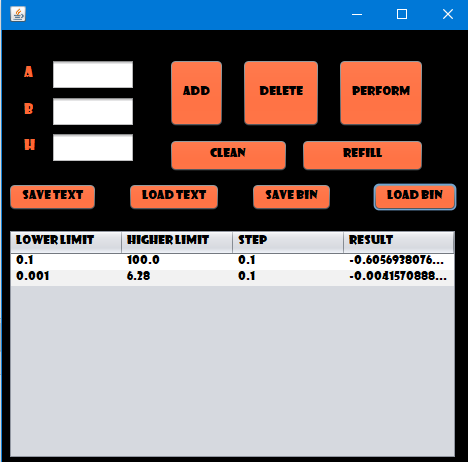 A
B
H
ADD DELETE PERFORM
CLEAN REFILL
SAVE TEXT LOAD TEXT SAVE BIN LOAD BIN
LOWER LIMIT HIGHER LIMIT STEP RESULT
0.1 100.0 0.1 -0.6056938076...
0.001 6.28 0.1 -0.0041570888...